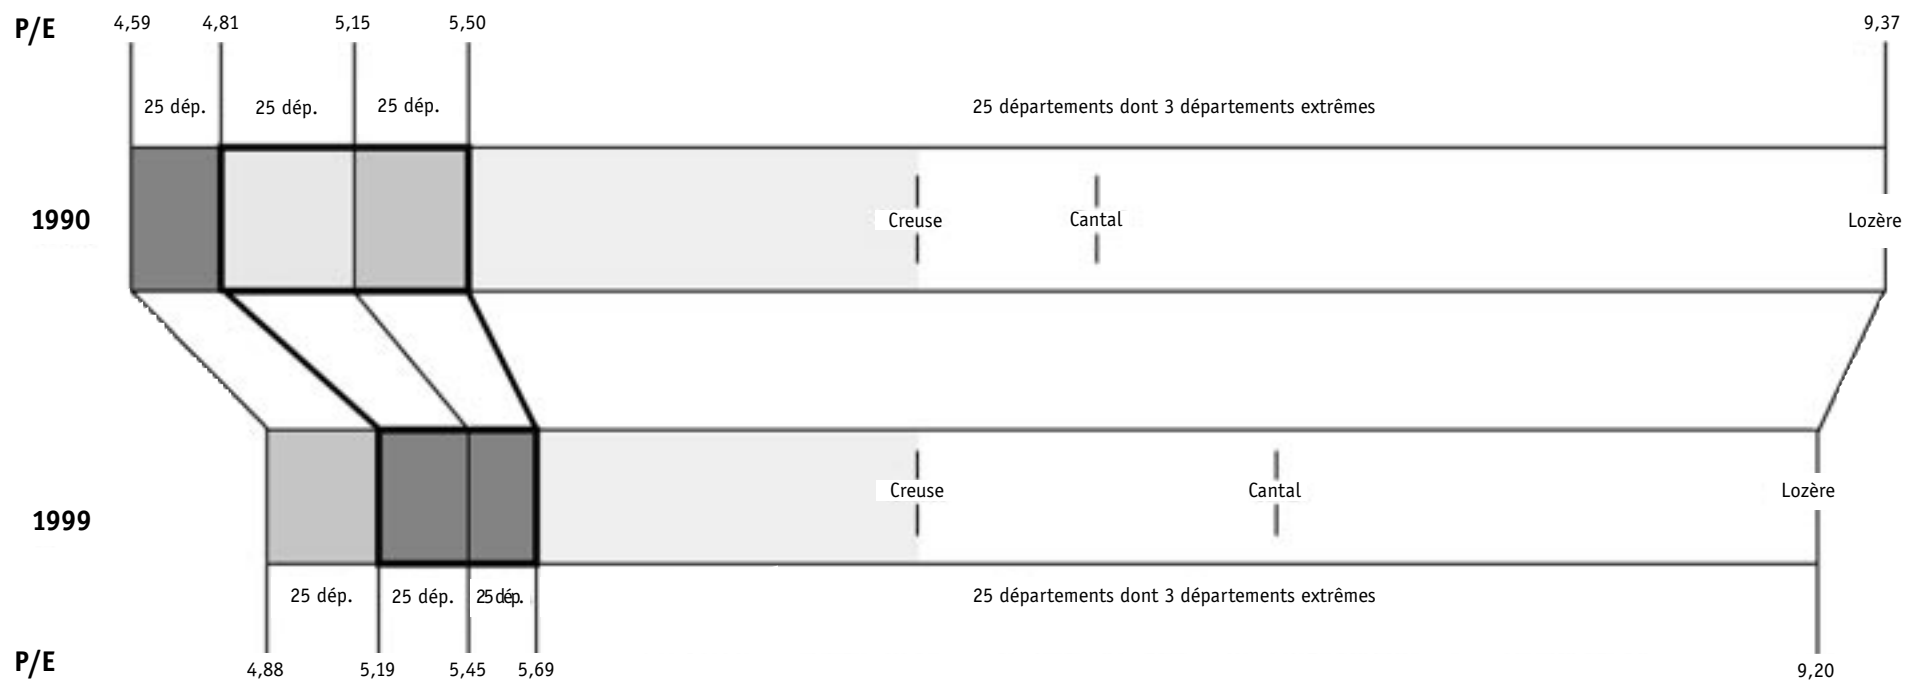 P/E 4,59 4,81 5,15 5,50 9,37
25 dép. 25 dép. 25 dép. 25 départements dont 3 départements extrêmes
1990 Creuse Cantal Lozère
1999 Creuse Cantal Lozère
25 dép. 25 dép. 25 dép. 25 départements dont 3 départements extrêmes
P/E 4,88 5,19 5,45 5,69 9,20